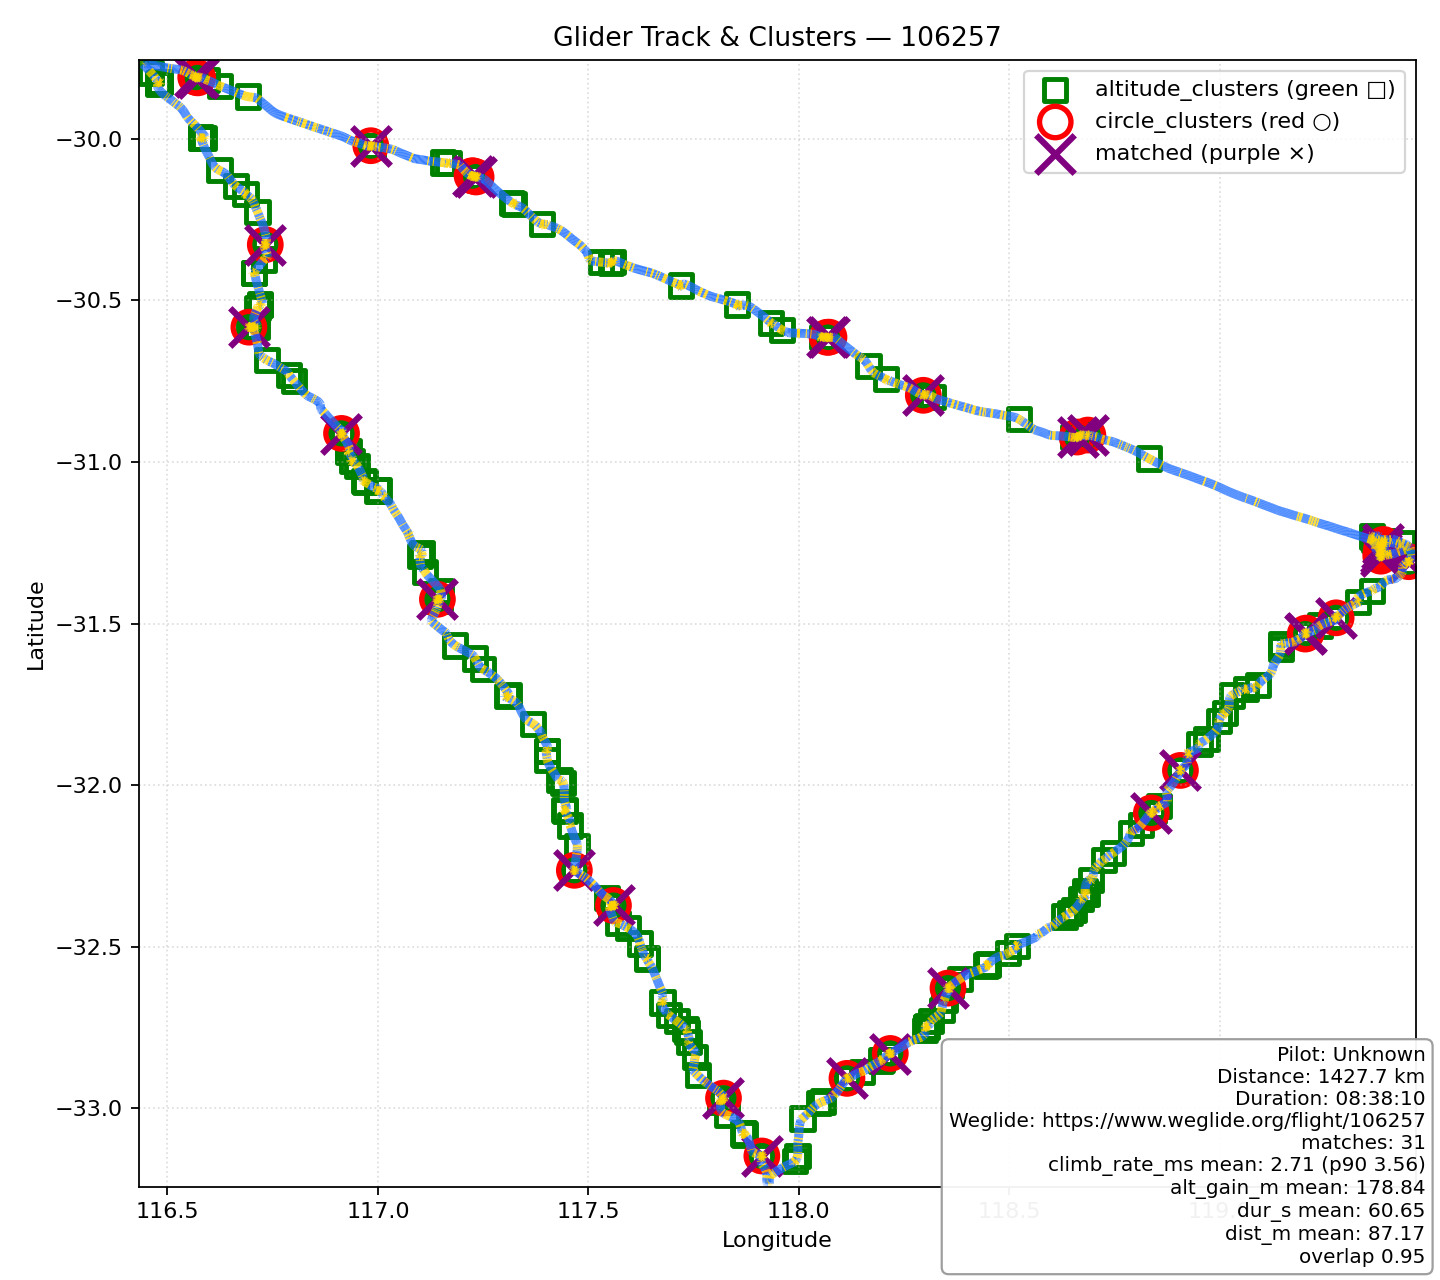 Glider Track & Clusters — 106257
altitude_clusters (green □)
circle_clusters (red ○)
matched (purple ×)
−30.0
−30.5
−31.0
−31.5
−32.0
−32.5
−33.0
Latitude
116.5
117.0
117.5
118.0
118.5
119.
Longitude
Pilot: Unknown
Distance: 1427.7 km
Duration: 08:38:10
Weglide: https://www.weglide.org/flight/106257
matches: 31
climb_rate_ms mean: 2.71 (p90 3.56)
alt_gain_m mean: 178.84
dur_s mean: 60.65
dist_m mean: 87.17
overlap 0.95